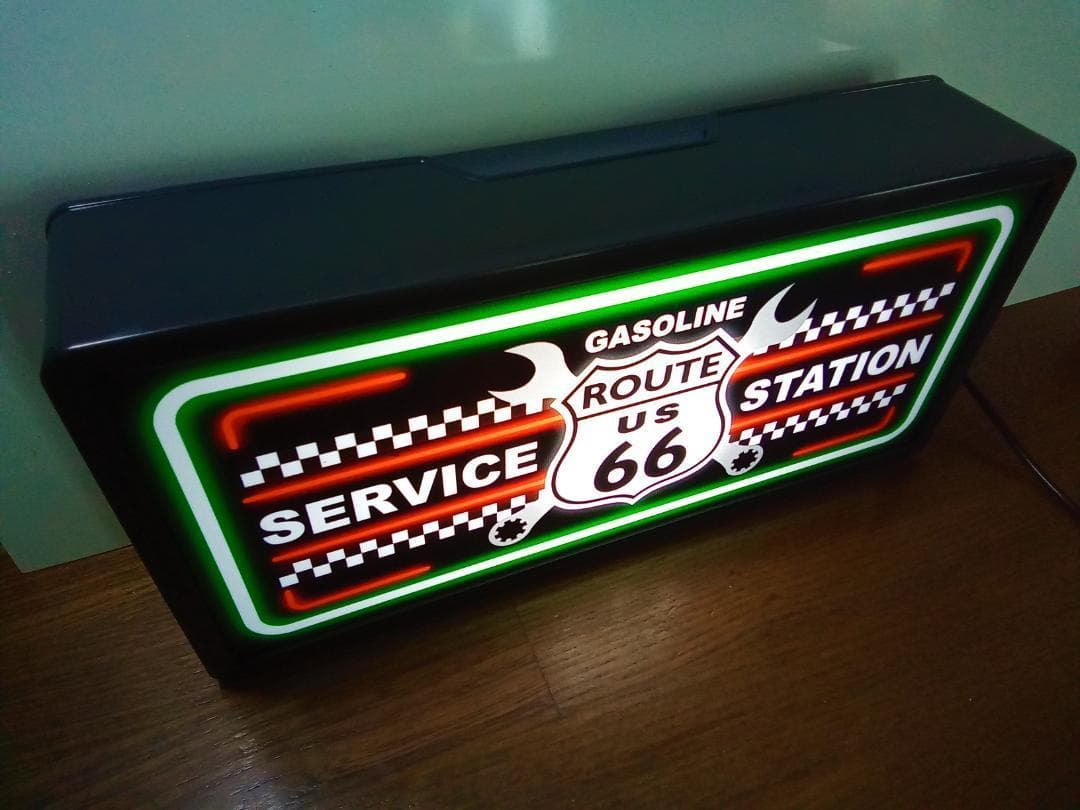 GASOLINE
ROUTE
US
66
SERVICE
STATION